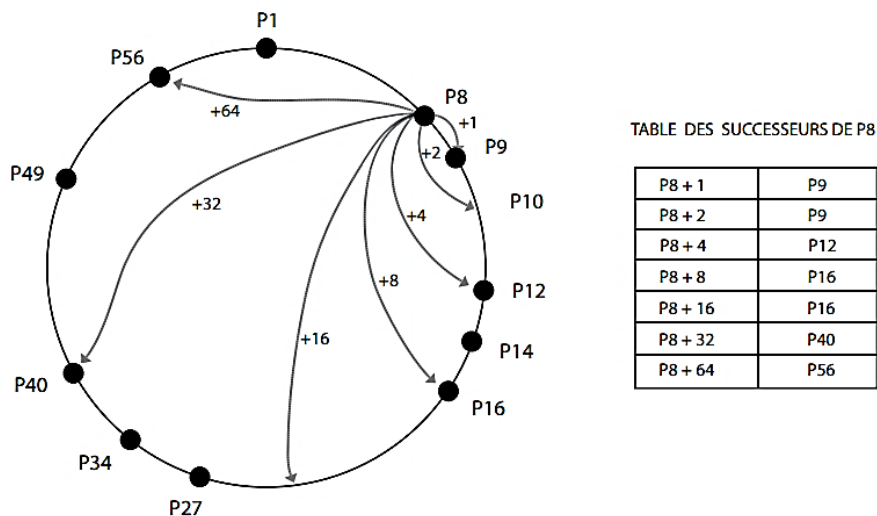 P1
P56
P8
+64
+1
P9
+2
P49
P10
+32
+4
+8
P12
+16
P14
P40
P16
P34
P27
TABLE DES SUCCESSEURS DE P8
P8 + 1 P9
P8 + 2 P9
P8 + 4 P12
P8 + 8 P16
P8 + 16 P16
P8 + 32 P40
P8 + 64 P56